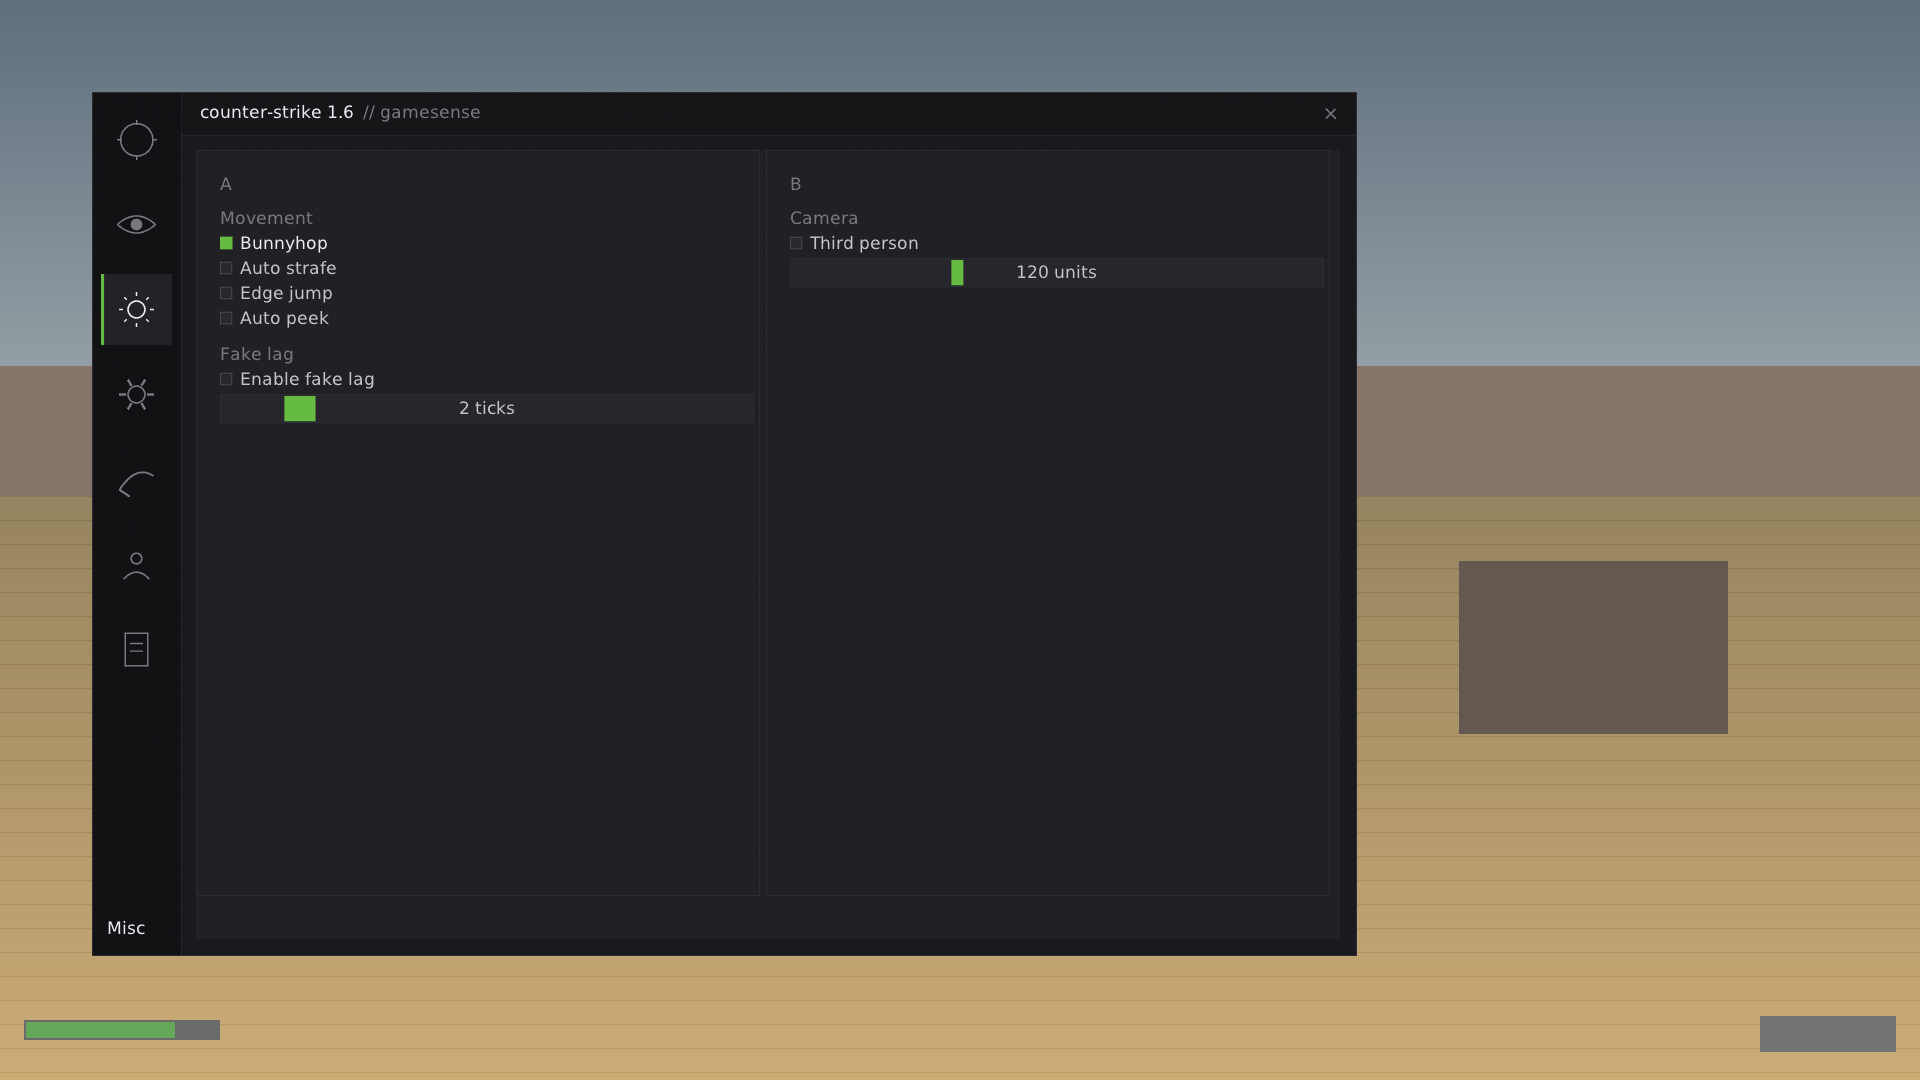 counter-strike 1.6 // gamesense
×
A
Movement
Bunnyhop
Auto strafe
Edge jump
Auto peek
Fake lag
Enable fake lag
2 ticks
B
Camera
Third person
120 units
Misc